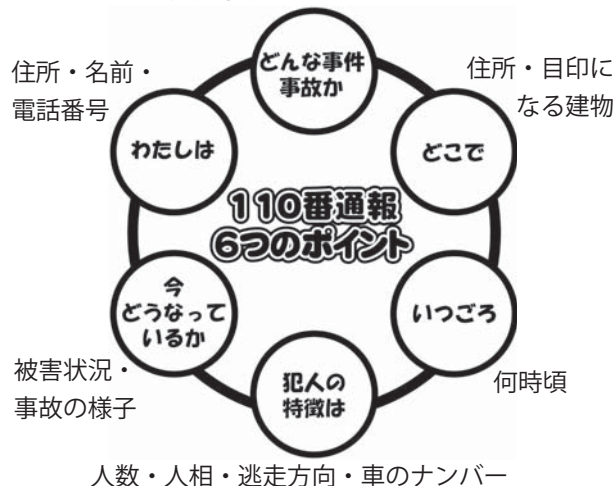 どんな事件
事故か
住所・目印に
なる建物
どこで
何時頃
いつごろ
人数・人相・逃走方向・車のナンバー
犯人の
特徴は
被害状況・
事故の様子
今
どうなって
いるか
住所・名前・
電話番号
わたしは
110番通報
6つのポイント